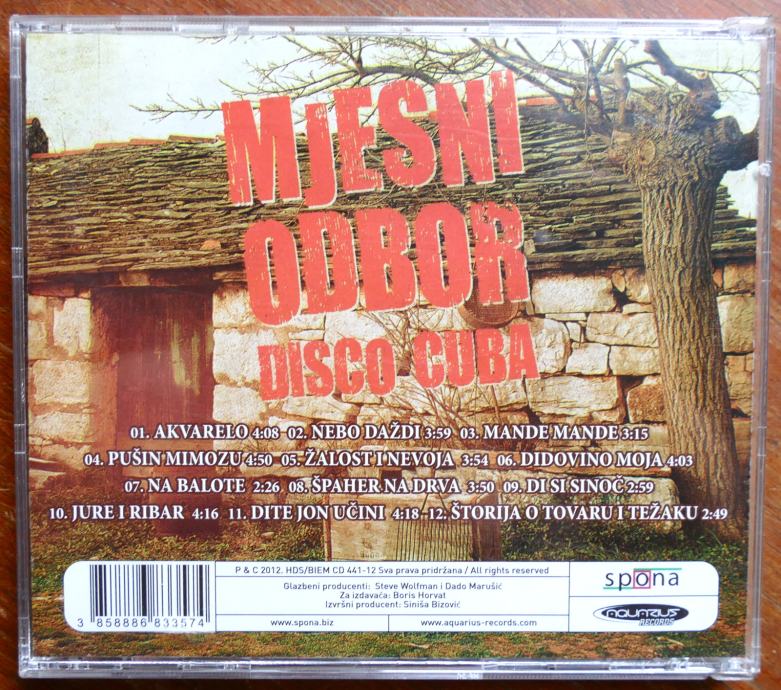 MJESNI
ODBOR
DISCO CUBA
01. AKVARELO 4:08 02. NEBO DAŽDI 3:59 03. MANDE MANDE 3:15
04. PUŠIN MIMOZU 4:50 05. ŽALOST I NEVOJA 3:54 06. DIDOVINO MOJA 4:03
07. NA BALOTE 2:26 08. ŠPAHER NA DRVA 3:50 09. DI SI SINOČ 2:59
10. JURE I RIBAR 4:16 11. DITE JON UČINI 4:18 12. ŠTORIJA O TOVARU I TEŽAKU 2:49
P & C 2012. HDS/BIEM CD 441-12 Sva prava pridržana / All rights reserved
Glazbeni producenti: Steve Wolfman i Dado Marušić
Za izdavača: Boris Horvat
Izvršni producent: Siniša Bizović
www.spona.biz www.aquarius-records.com
3 858886 833574
spona
AQUARIUS
RECORDS